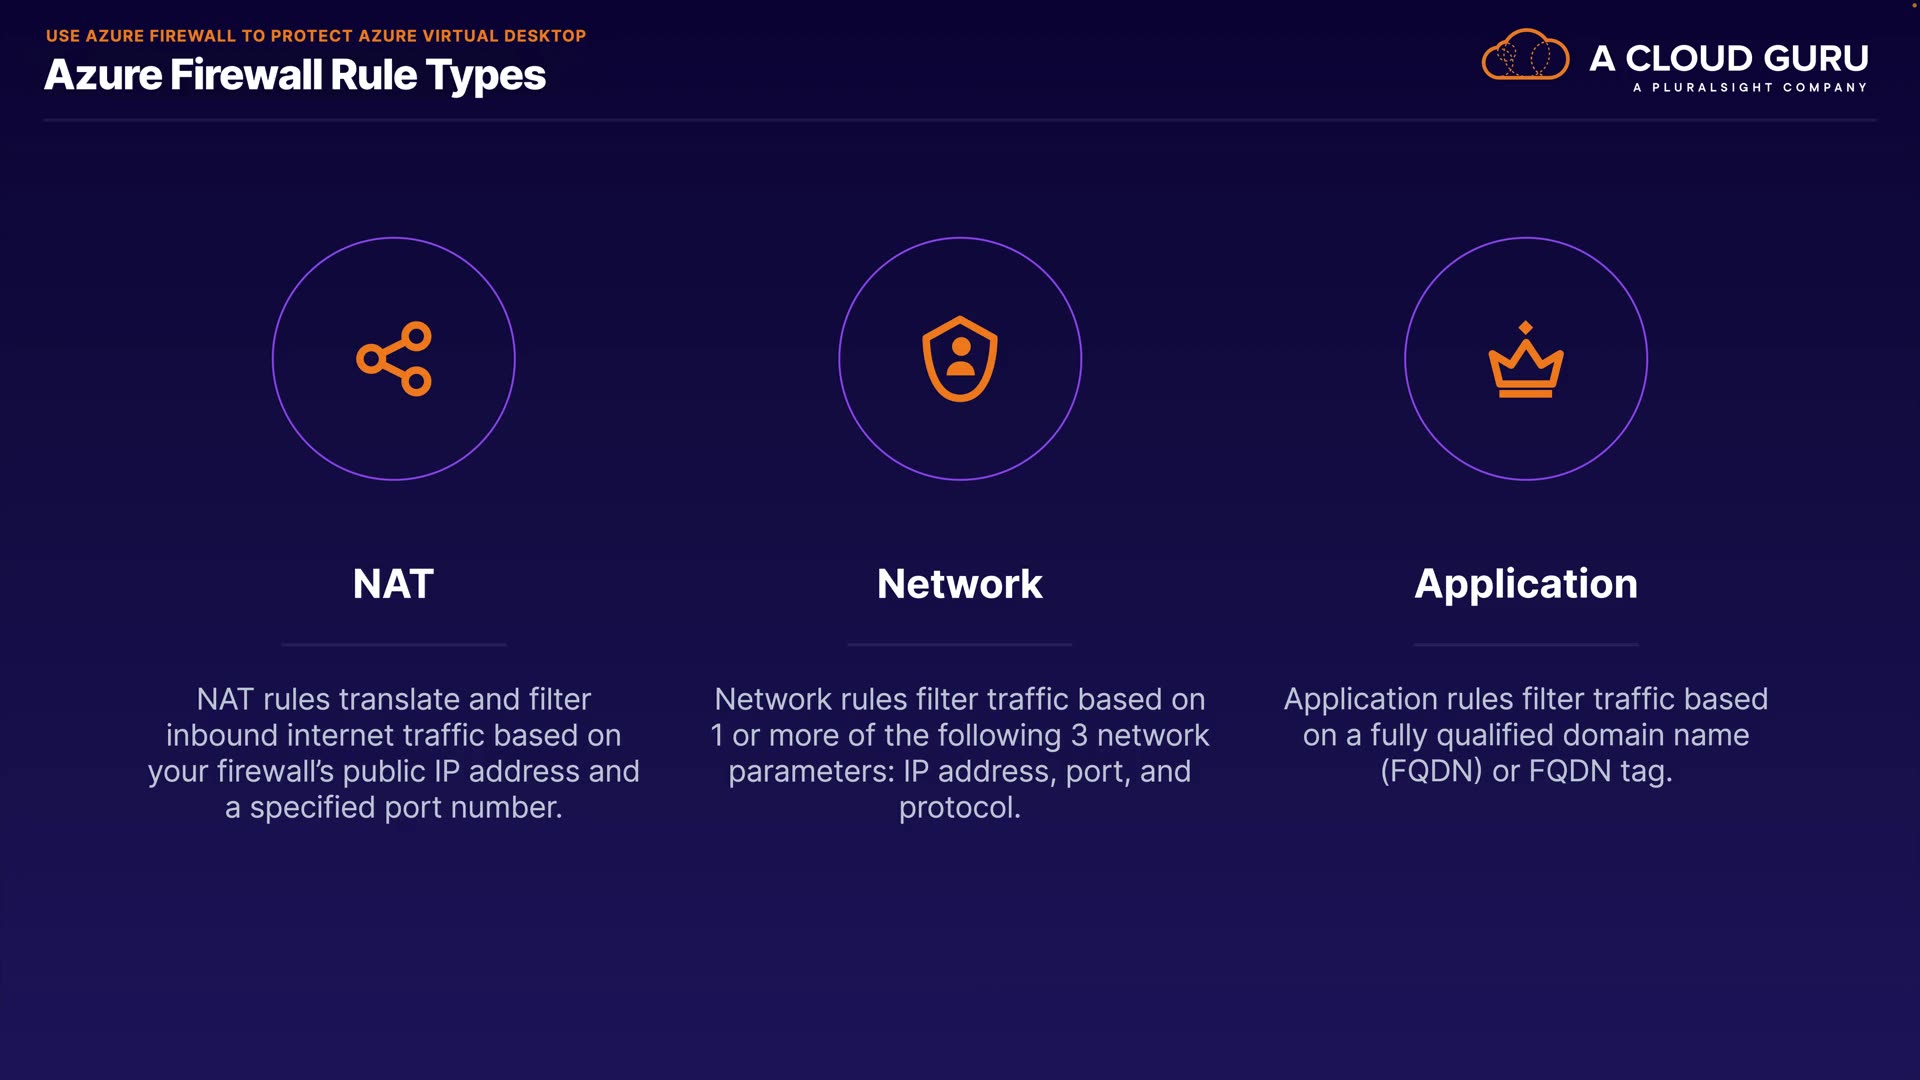 USE AZURE FIREWALL TO PROTECT AZURE VIRTUAL DESKTOP
Azure Firewall Rule Types
A CLOUD GURU
A PLURALSIGHT COMPANY
NAT
NAT rules translate and filter
inbound internet traffic based on
your firewall’s public IP address and
a specified port number.
Network
Network rules filter traffic based on
1 or more of the following 3 network
parameters: IP address, port, and
protocol.
Application
Application rules filter traffic based
on a fully qualified domain name
(FQDN) or FQDN tag.